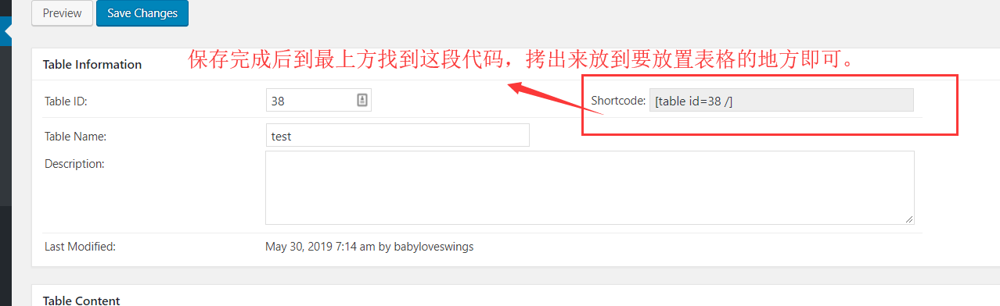 Preview Save Changes
保存完成后到最上方找到这段代码，拷出来放到要放置表格的地方即可。
Table Information
Table ID: 38 Shortcode: [table id=38 /]
Table Name: test
Description:
Last Modified: May 30, 2019 7:14 am by babyloveswings
Table Content